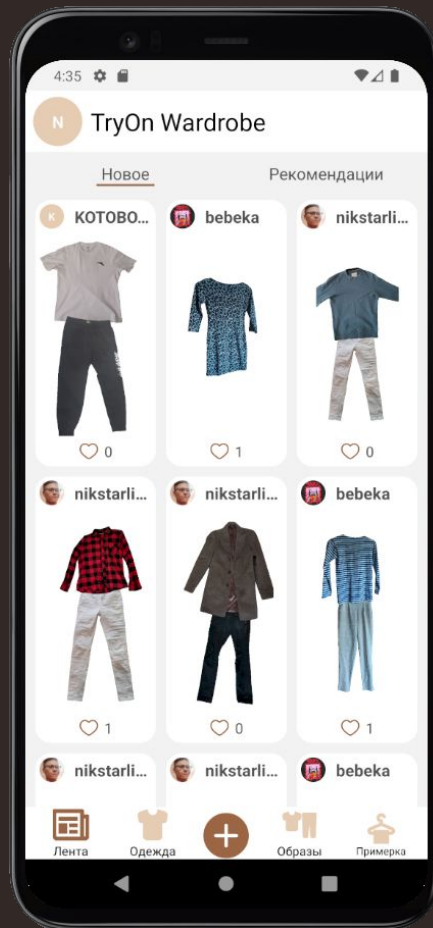 4:35
N TryOn Wardrobe
Новое Рекомендации
K КОТОВО... bebeka nikstarli...
0 1 0
nikstarli... nikstarli... bebeka
1 0 1
nikstarli... nikstarli... bebeka
Лента Одежда Образы Примерка